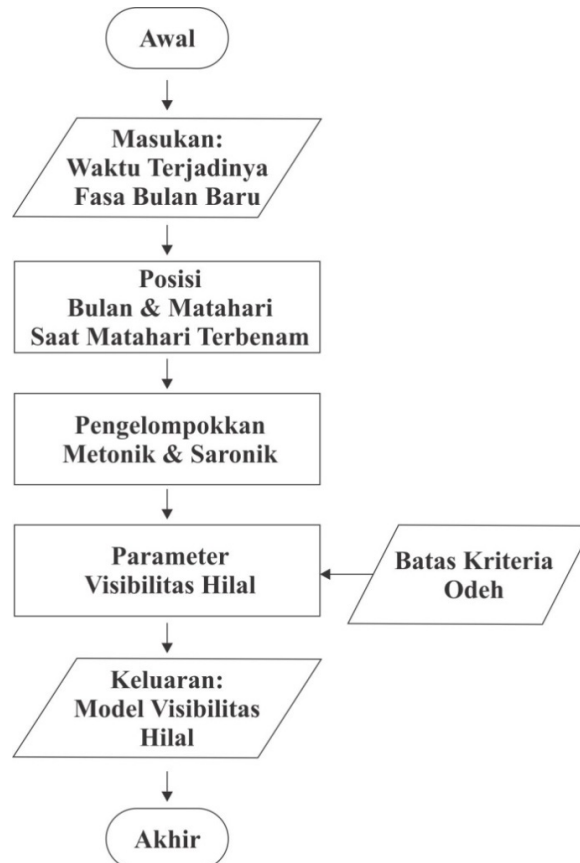 Awal
Masukan:
Waktu Terjadinya
Fasa Bulan Baru
Posisi
Bulan & Matahari
Saat Matahari Terbenam
Pengelompokkan
Metonik & Saronik
Parameter
Visibilitas Hilal
Batas Kriteria
Odeh
Keluaran:
Model Visibilitas
Hilal
Akhir